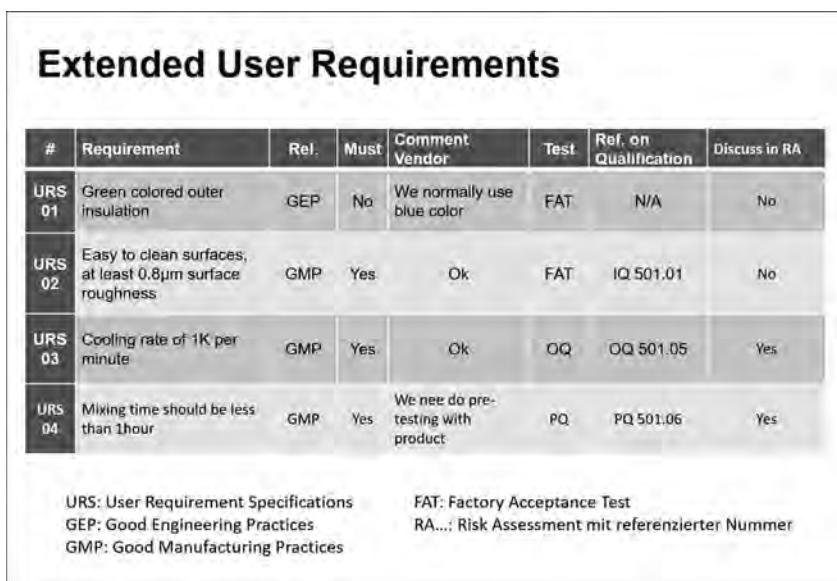 Extended User Requirements
# Requirement Rel. Must Comment Vendor Test Ref. on Qualification Discuss in RA
URS 01 Green colored outer insulation GEP No We normally use blue color FAT N/A No
URS 02 Easy to clean surfaces, at least 0.8µm surface roughness GMP Yes Ok FAT IQ 501.01 No
URS 03 Cooling rate of 1K per minute GMP Yes Ok OQ OQ 501.05 Yes
URS 04 Mixing time should be less than 1hour GMP Yes We nee do pre-testing with product PQ PQ 501.06 Yes
URS: User Requirement Specifications
GEP: Good Engineering Practices
GMP: Good Manufacturing Practices
FAT: Factory Acceptance Test
RA...: Risk Assessment mit referenzierter Nummer